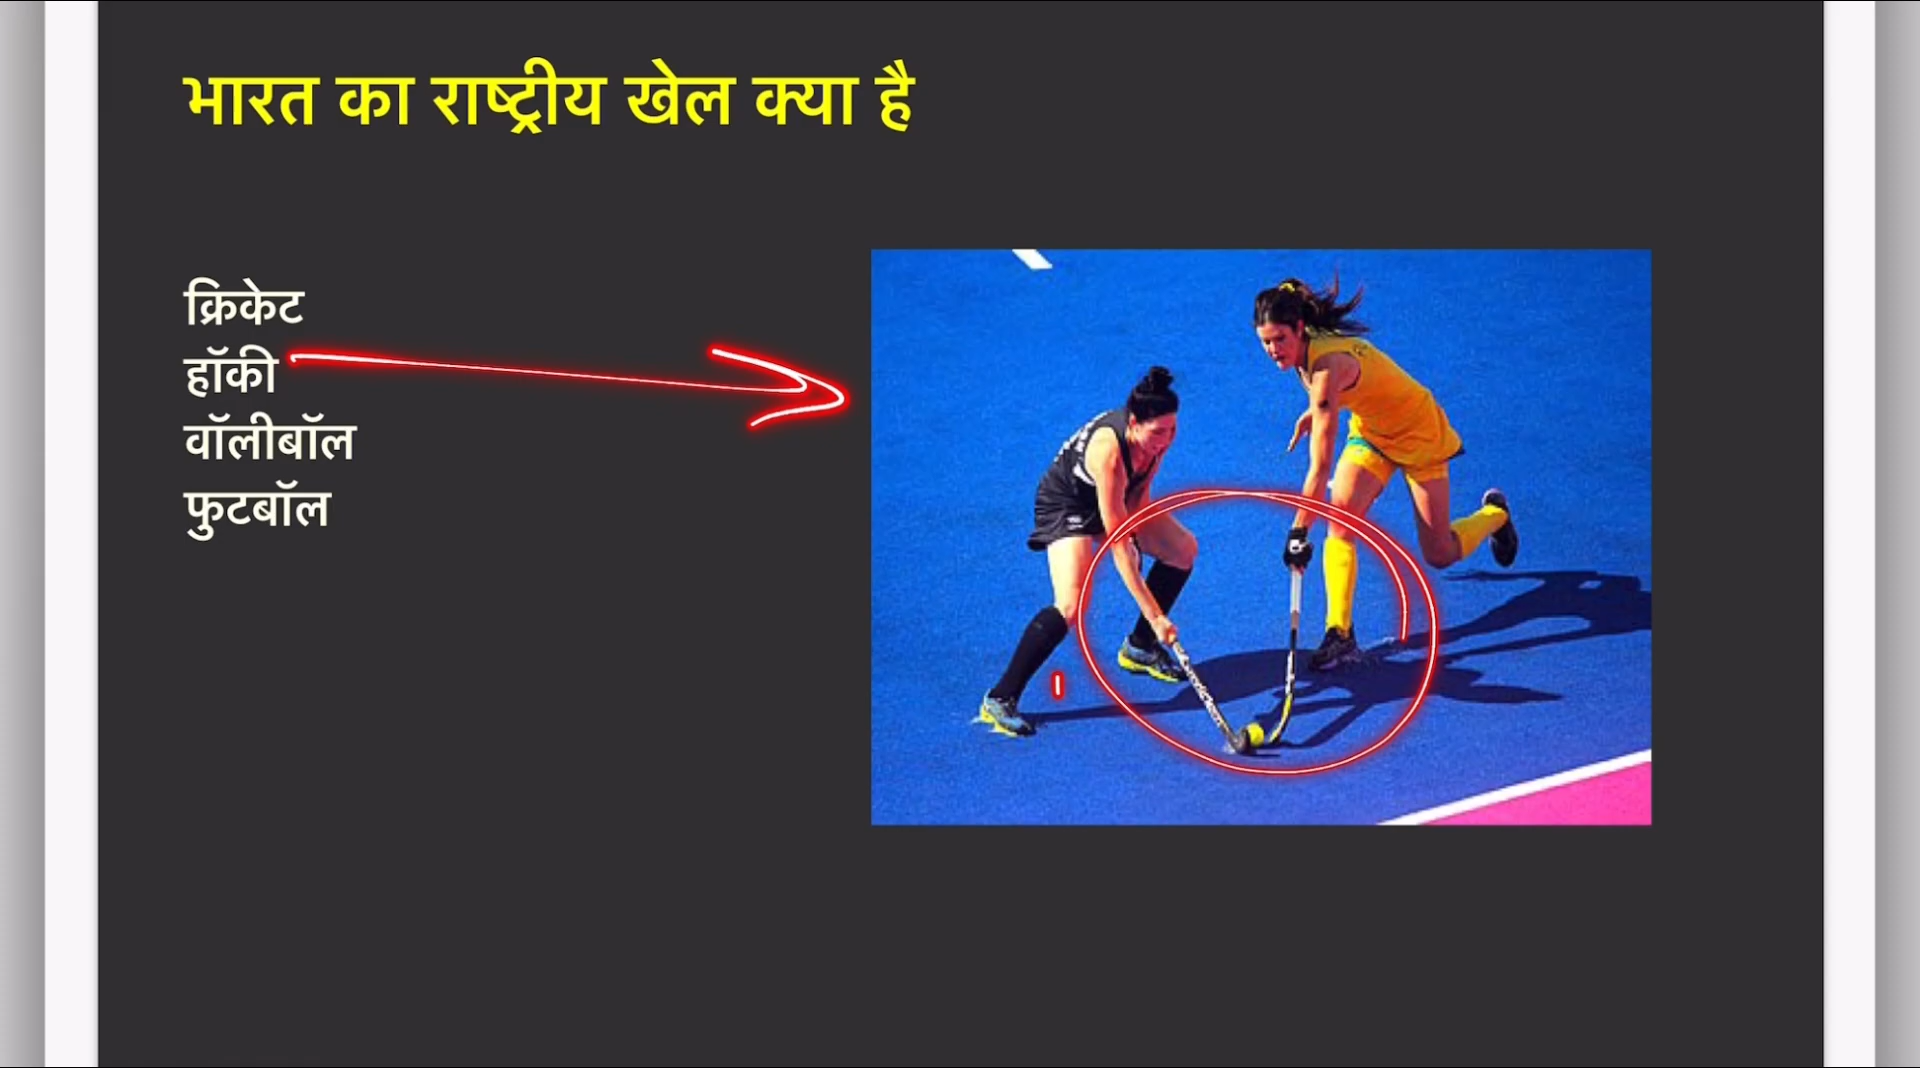 भारत का राष्ट्रीय खेल क्या है
क्रिकेट
हॉकी
वॉलीबॉल
फुटबॉल